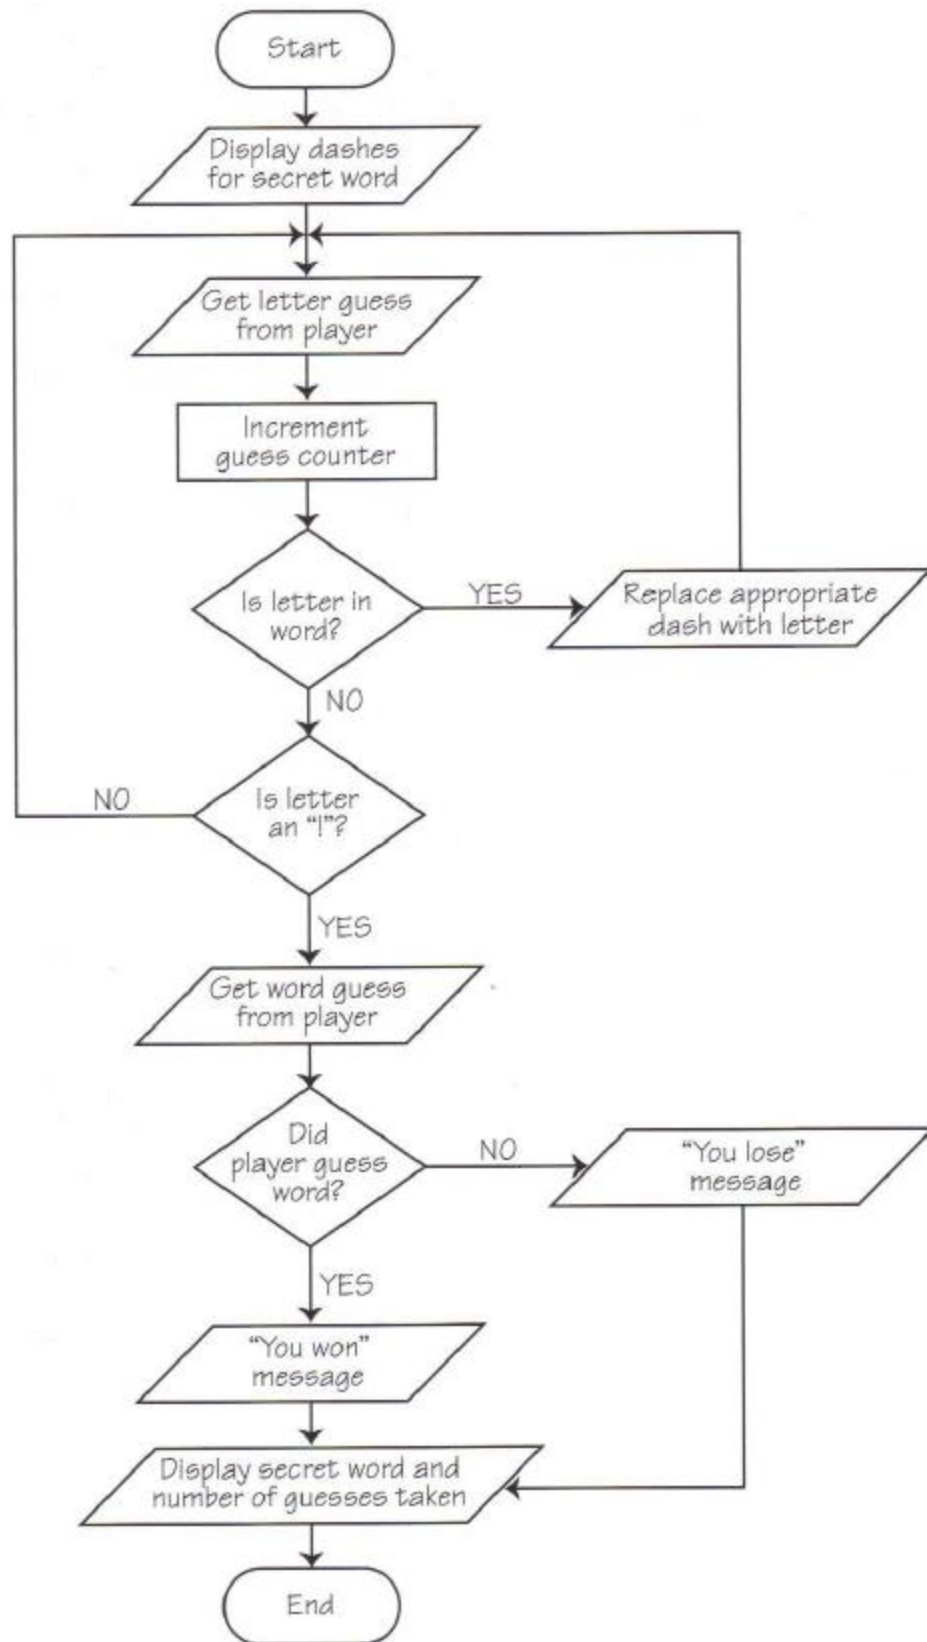 Start
Display dashes
for secret word
Get letter guess
from player
Increment
guess counter
Is letter in
word?
YES
Replace appropriate
dash with letter
NO
Is letter
an “!”?
NO
YES
Get word guess
from player
Did
player guess
word?
NO
“You lose”
message
YES
“You won”
message
Display secret word and
number of guesses taken
End